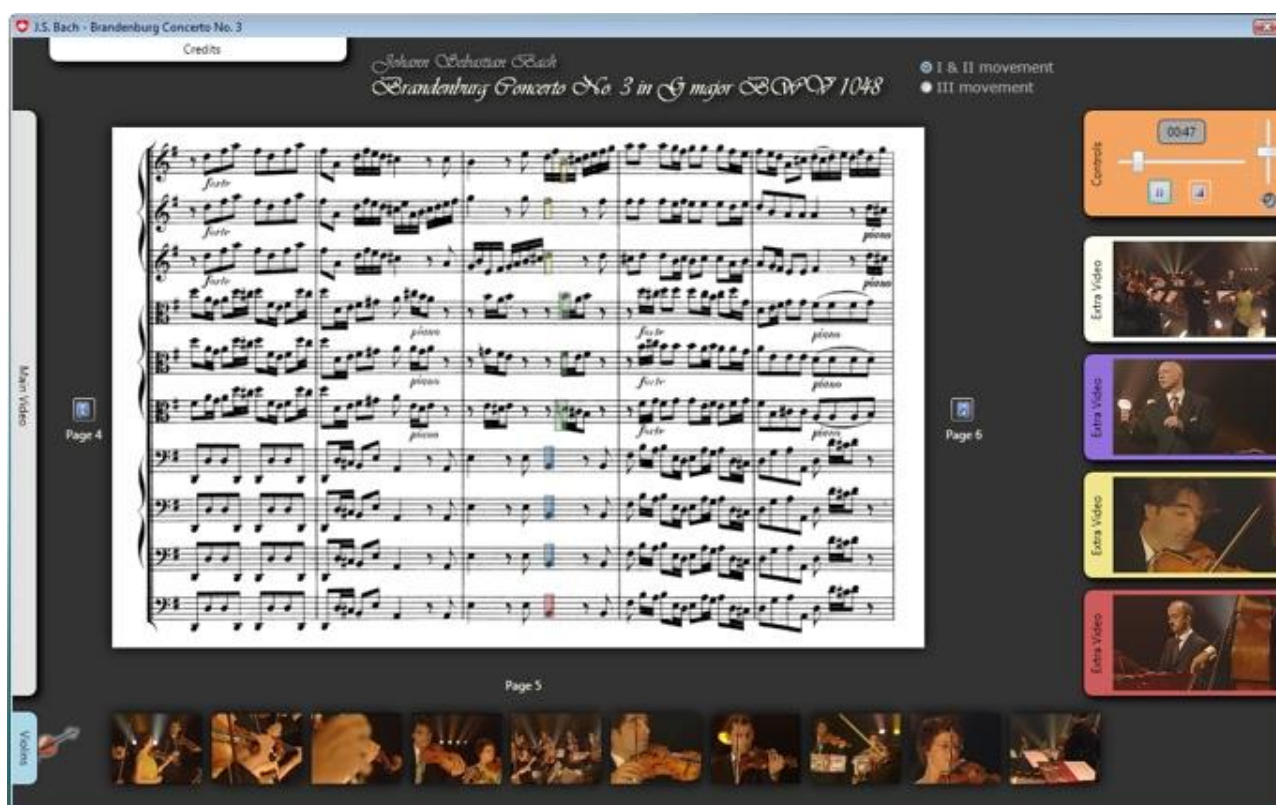 J.S. Bach - Brandenburg Concerto No. 3
Credits
Johann Sebastian Bach
Brandenburg Concerto No. 3 in G major BWV 1048
I & II movement
III movement
Controls
00:47
Main Video
forte
forte
piano
forte
piano
piano
forte
piano
piano
forte
piano
piano
forte
piano
Page 4
Page 6
Page 5
Extra Video
Extra Video
Extra Video
Extra Video
Violins